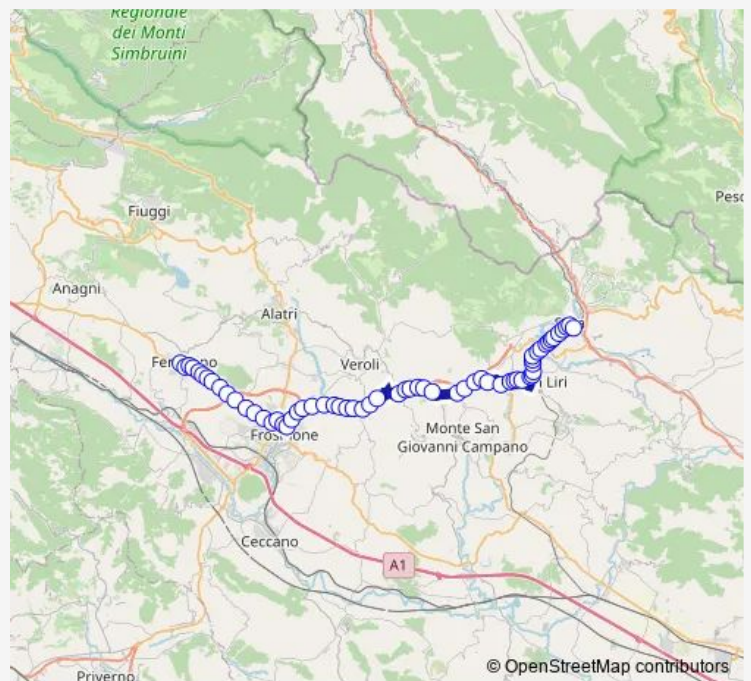 Regionale
dei Monti
Simbruini
Fiuggi
Pesc
Anagni
Alatri
Veroli
Liri
Monte San
Giovanni Campano
Ceccano
A1
Priverno
© OpenStreetMap contributors